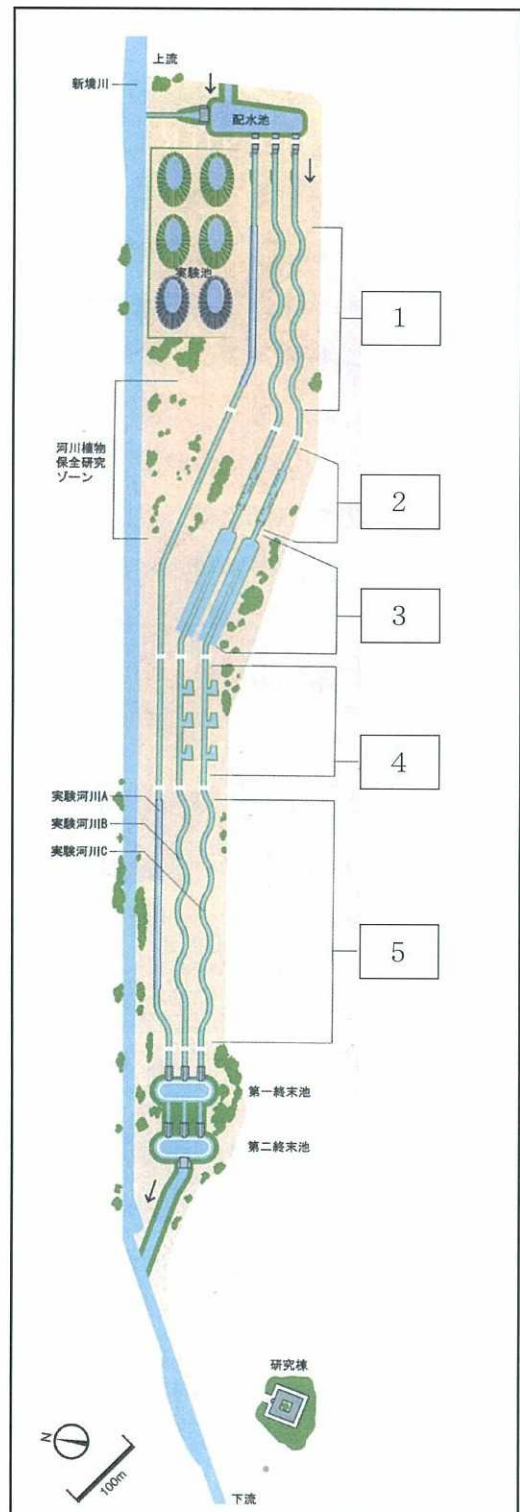 上流
新境川
配水池
実験池
1
河川植物
保全研究
ゾーン
2
3
4
実験河川A
実験河川B
実験河川C
5
第一終末池
第二終末池
研究棟
N
100m
下流